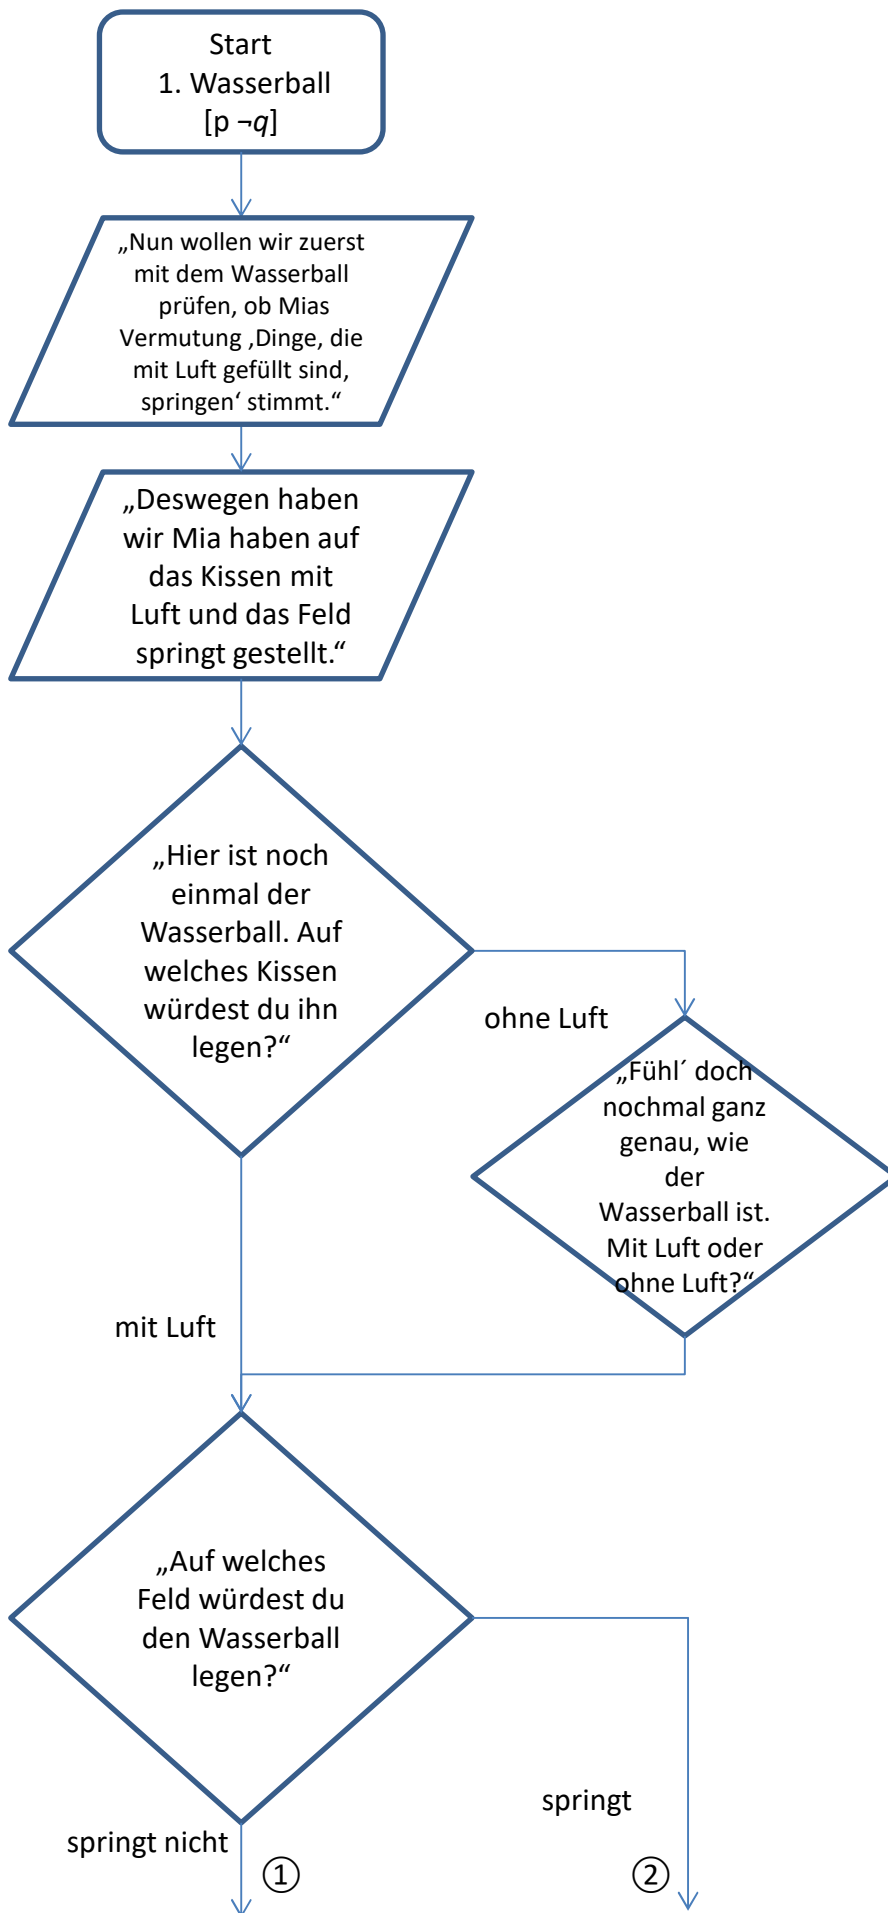 Start
1. Wasserball
[p ¬q]
„Nun wollen wir zuerst
mit dem Wasserball
prüfen, ob Mias
Vermutung ‚Dinge, die
mit Luft gefüllt sind,
springen‘ stimmt.“
„Deswegen haben
wir Mia haben auf
das Kissen mit
Luft und das Feld
springt gestellt.“
„Hier ist noch
einmal der
Wasserball. Auf
welches Kissen
würdest du ihn
legen?“
ohne Luft
„Fühl´ doch
nochmal ganz
genau, wie
der
Wasserball ist.
Mit Luft oder
ohne Luft?“
mit Luft
„Auf welches
Feld würdest du
den Wasserball
legen?“
springt
springt nicht
①
②